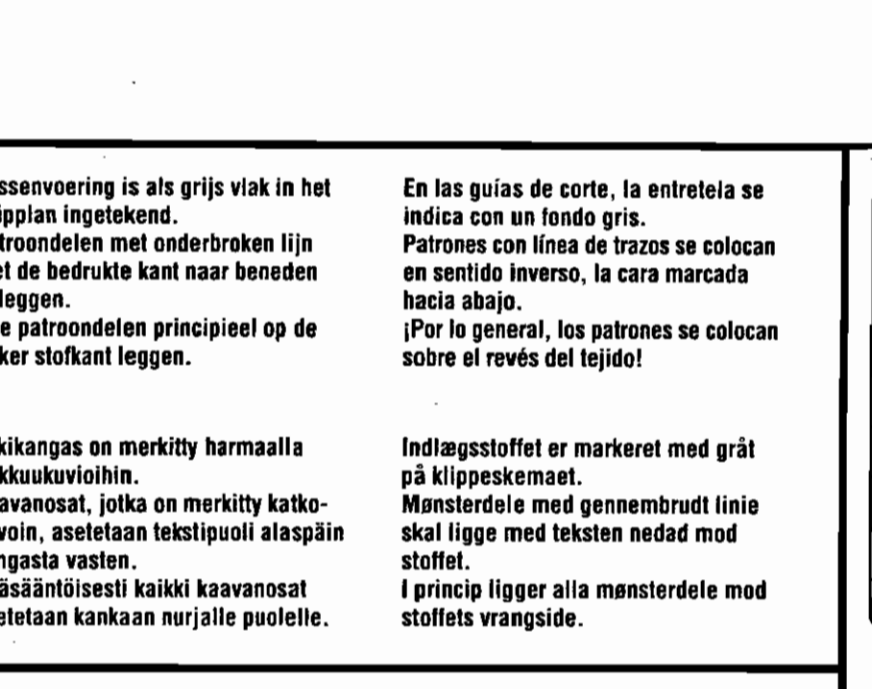 ssenvoering is als grijs vlak in het
ipplan ingetekend.
troondelen met onderbroken lijn
et de bedrukte kant naar beneden
leggen.
e patroondelen principieel op de
ker stofkant leggen.
En las guías de corte, la entretela se
indica con un fondo gris.
Patrones con línea de trazos se colocan
en sentido inverso, la cara marcada
hacia abajo.
¡Por lo general, los patrones se colocan
sobre el revés del tejido!
kikangas on merkitty harmaalla
kkuukuvioihin.
avanosat, jotka on merkitty katko-
voin, asetetaan tekstipuoli alaspäin
ngasta vasten.
äsääntöisesti kaikki kaavanosat
etetaan kankaan nurjalle puolelle.
Indlægsstoffet er markeret med gråt
på klippeskemaet.
Mønsterdele med gennembrudt linie
skal ligge med teksten nedad mod
stoffet.
I princip ligger alla mønsterdele mod
stoffets vrangside.